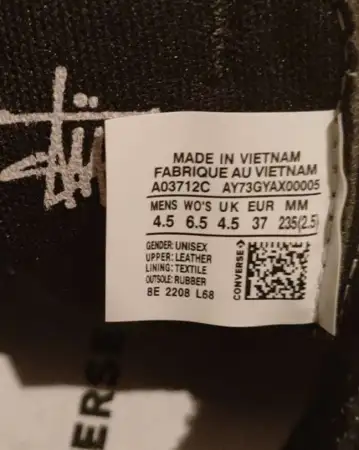 MADE IN VIETNAM
FABRIQUE AU VIETNAM
A03712C AY73GYAX00005
MENS WO'S UK EUR MM
4.5 6.5 4.5 37 235(2.5)
GENDER: UNISEX
UPPER: LEATHER
LINING: TEXTILE
OUTSOLE: RUBBER
8E 2208 L68
CONVERSE
ERSE